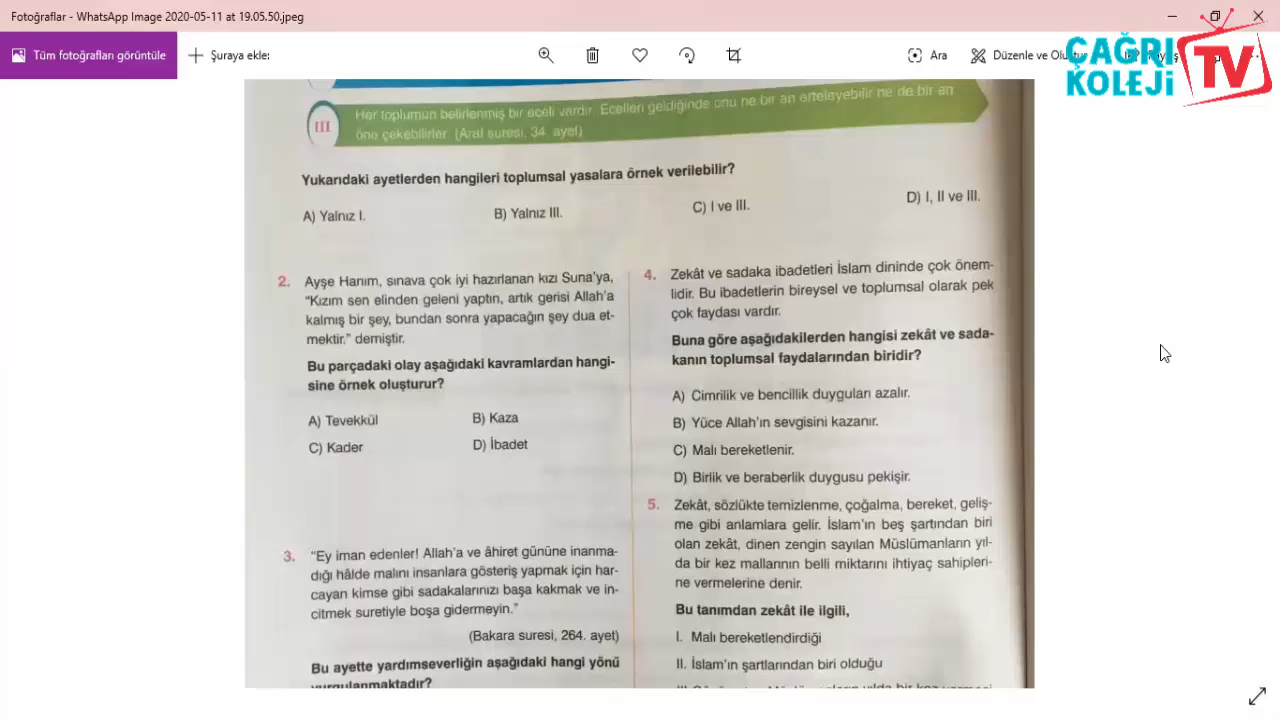 Fotoğraflar - WhatsApp Image 2020-05-11 at 19.05.50.jpeg
Tüm fotoğrafları görüntüle
Şuraya ekle:
Ara
Düzenle ve
ÇAĞRI
KOLEJİ
TV
III
Her toplumun belirlenmiş bir eceli vardır. Ecelleri geldiğinde onu ne bir an erteleyebilir ne de bir an
öne çekebilirler. (Araf suresi, 34. ayet)
Yukarıdaki ayetlerden hangileri toplumsal yasalara örnek verilebilir?
A) Yalnız I.
B) Yalnız III.
C) I ve III.
D) I, II ve III.
2. Ayşe Hanım, sınava çok iyi hazırlanan kızı Suna'ya,
"Kızım sen elinden geleni yaptın, artık gerisi Allah'a
kalmış bir şey, bundan sonra yapacağın şey dua et-
mektir." demiştir.
Bu parçadaki olay aşağıdaki kavramlardan hangi-
sine örnek oluşturur?
A) Tevekkül
B) Kaza
C) Kader
D) İbadet
3. "Ey iman edenler! Allah'a ve âhiret gününe inanma-
dığı hâlde malını insanlara gösteriş yapmak için har-
cayan kimse gibi sadakalarınızı başa kakmak ve in-
citmek suretiyle boşa gidermeyin."
(Bakara suresi, 264. ayet)
Bu ayette yardımseverliğin aşağıdaki hangi yönü
vurgulanmaktadır?
4. Zekât ve sadaka ibadetleri İslam dininde çok önem-
lidir. Bu ibadetlerin bireysel ve toplumsal olarak pek
çok faydası vardır.
Buna göre aşağıdakilerden hangisi zekât ve sada-
kanın toplumsal faydalarından biridir?
A) Cimrilik ve bencillik duyguları azalır.
B) Yüce Allah'ın sevgisini kazanır.
C) Malı bereketlenir.
D) Birlik ve beraberlik duygusu pekişir.
5. Zekât, sözlükte temizlenme, çoğalma, bereket, geliş-
me gibi anlamlara gelir. İslam'ın beş şartından biri
olan zekât, dinen zengin sayılan Müslümanların yıl-
da bir kez mallarının belli miktarını ihtiyaç sahipleri-
ne vermelerine denir.
Bu tanımdan zekât ile ilgili,
I. Malı bereketlendirdiği
II. İslam'ın şartlarından biri olduğu